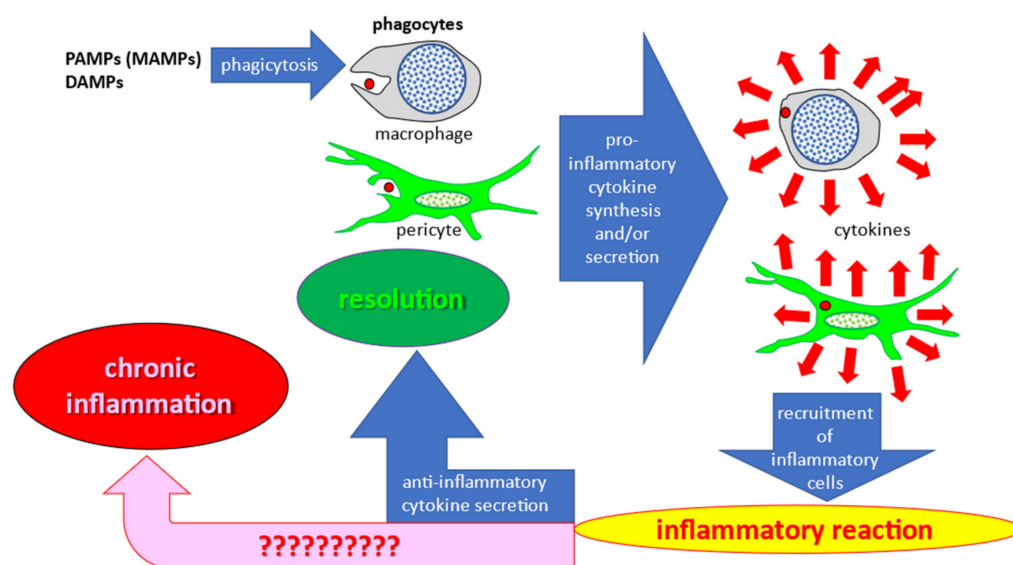 phagocytes
PAMPs (MAMPs)
DAMPs
phagicytosis
macrophage
pericyte
pro-
inflammatory
cytokine
synthesis
and/or
secretion
cytokines
resolution
chronic
inflammation
recruitment
of
inflammatory
cells
anti-inflammatory
cytokine secretion
inflammatory reaction
??????????